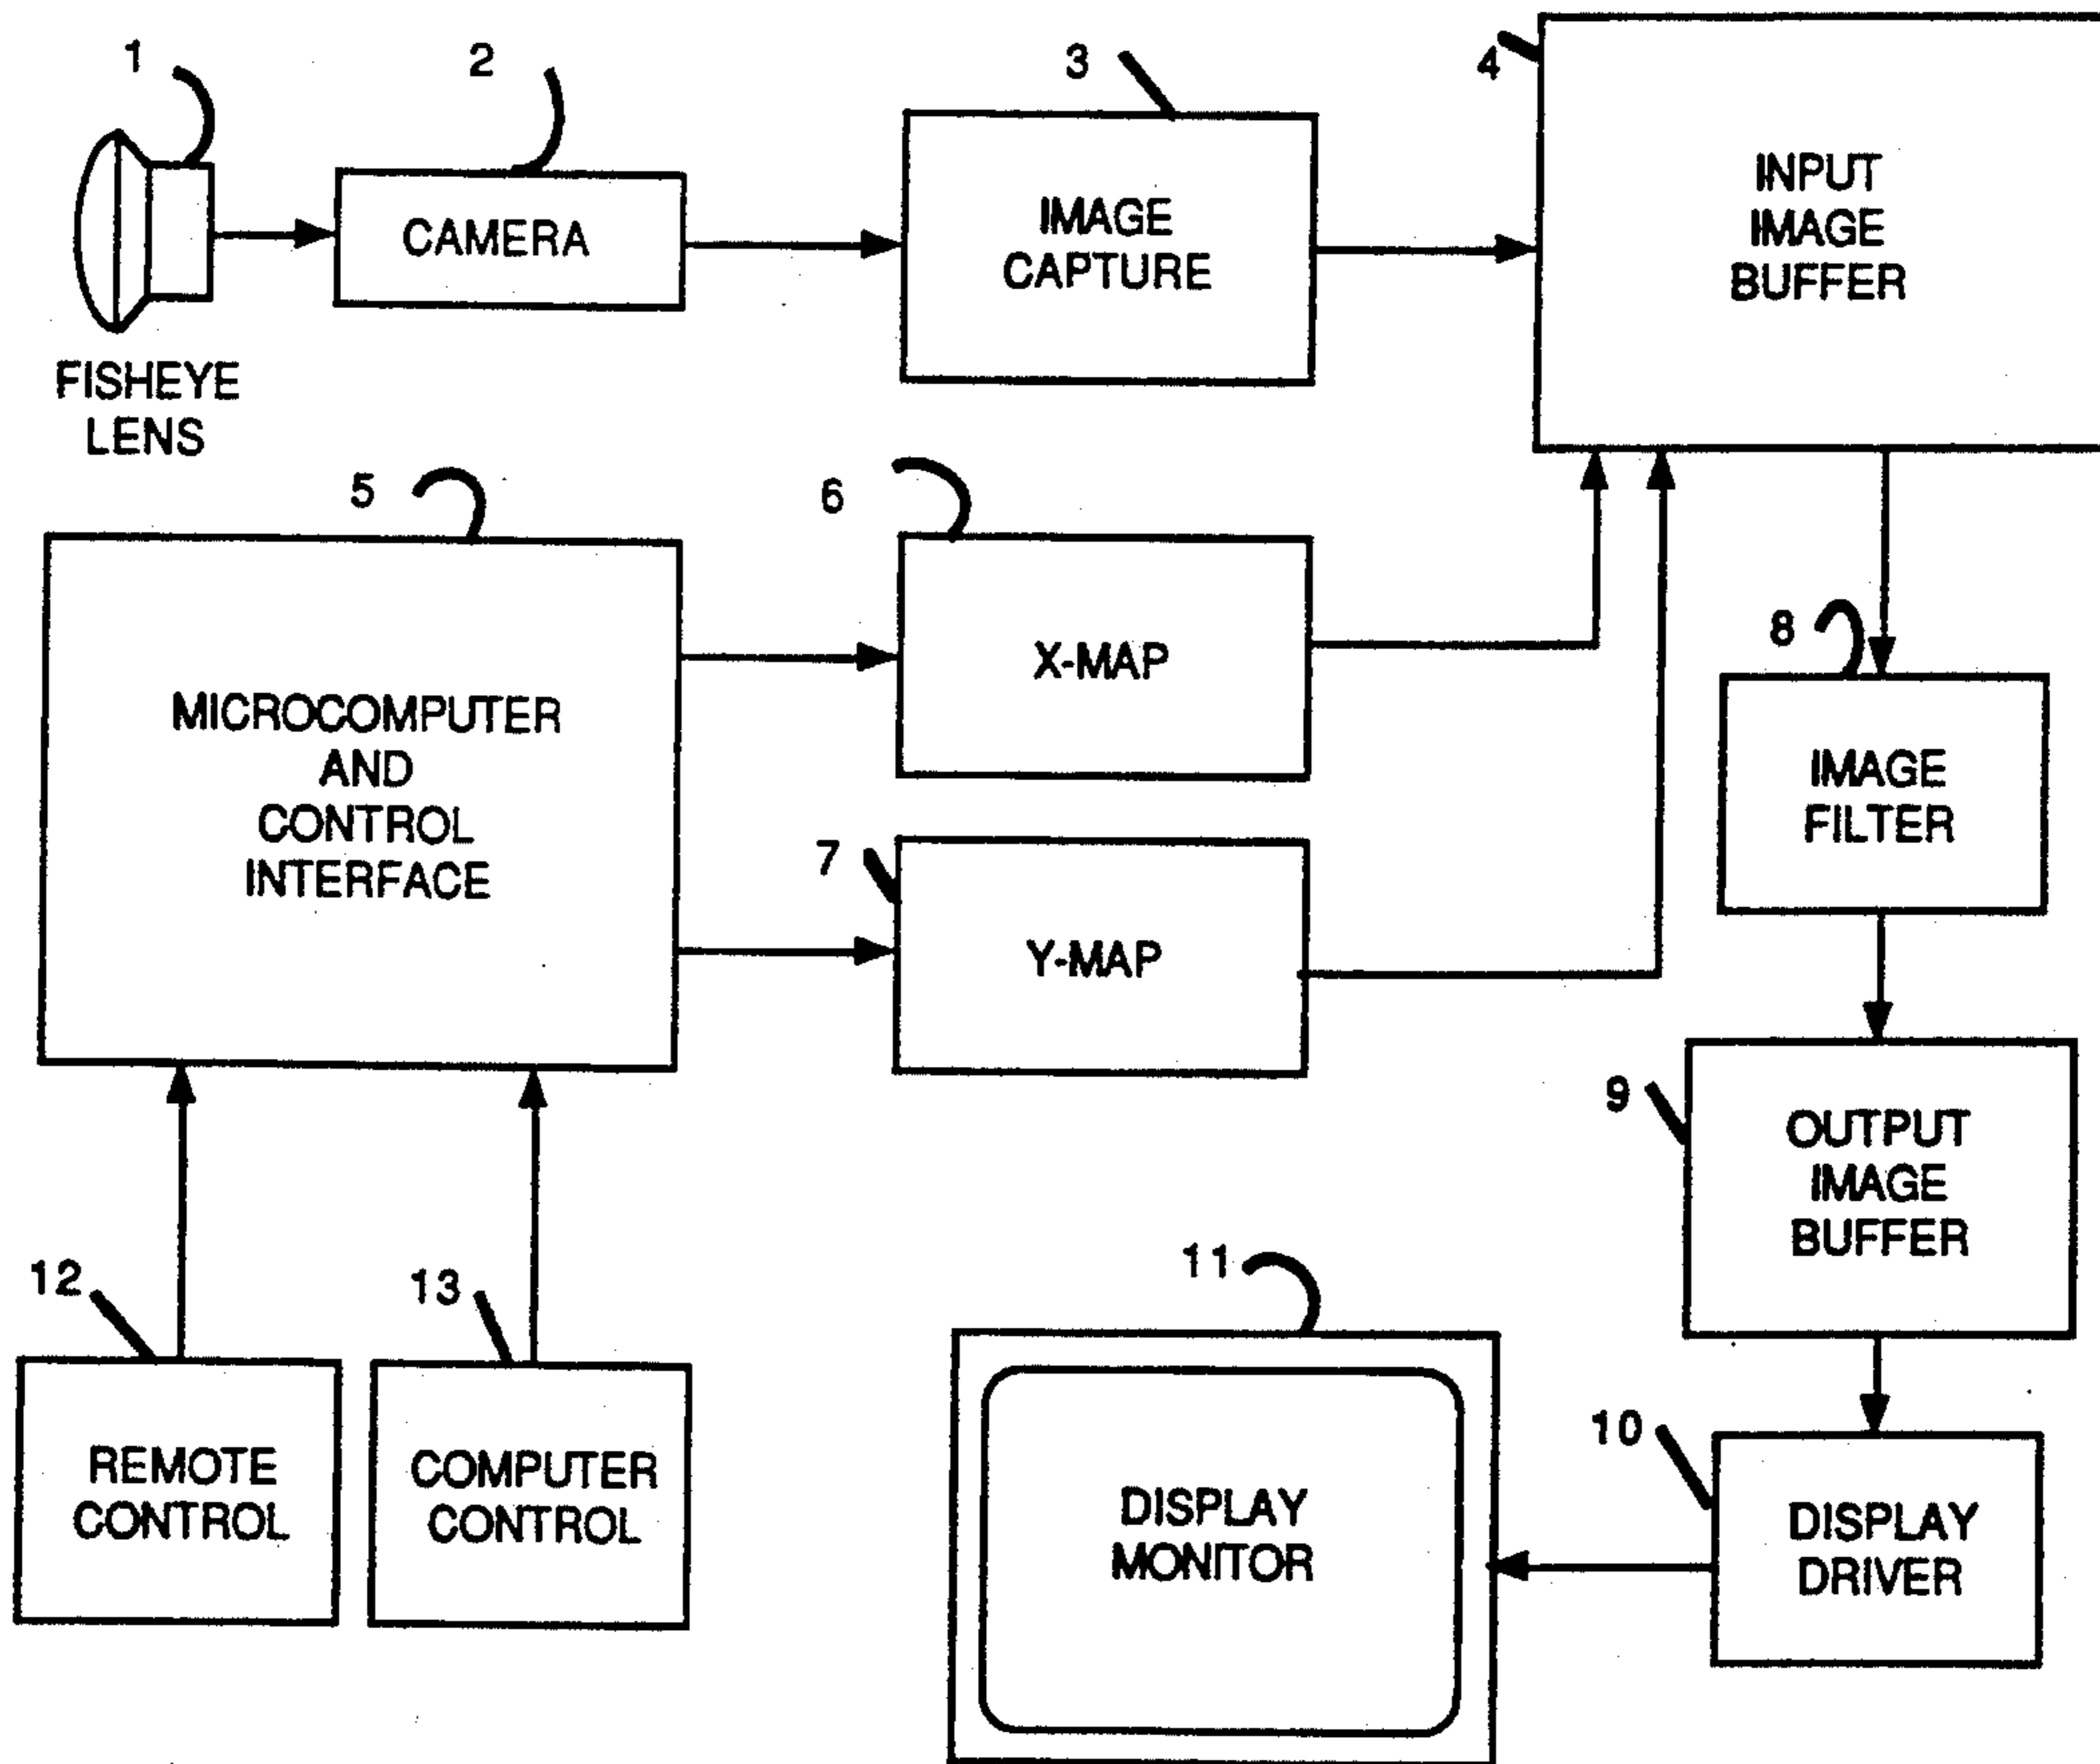 1
2
3
4
CAMERA
IMAGE
CAPTURE
INPUT
IMAGE
BUFFER
FISHEYE
LENS
5
6
MICROCOMPUTER
AND
CONTROL
INTERFACE
X-MAP
7
Y-MAP
8
IMAGE
FILTER
9
OUTPUT
IMAGE
BUFFER
12
13
REMOTE
CONTROL
COMPUTER
CONTROL
11
DISPLAY
MONITOR
10
DISPLAY
DRIVER